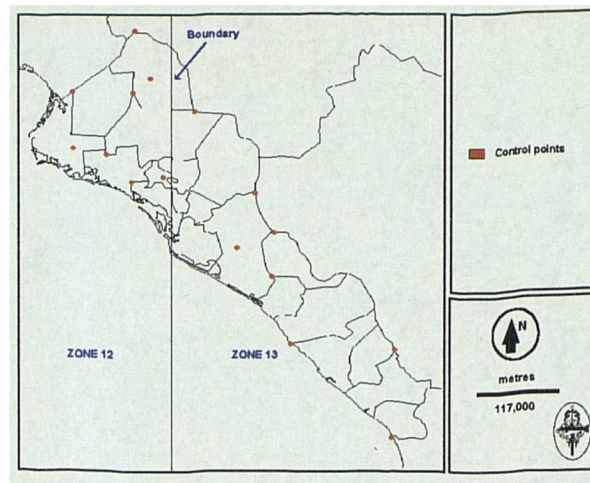 Boundary
Control points
ZONE 12
ZONE 13
N
metres
117,000